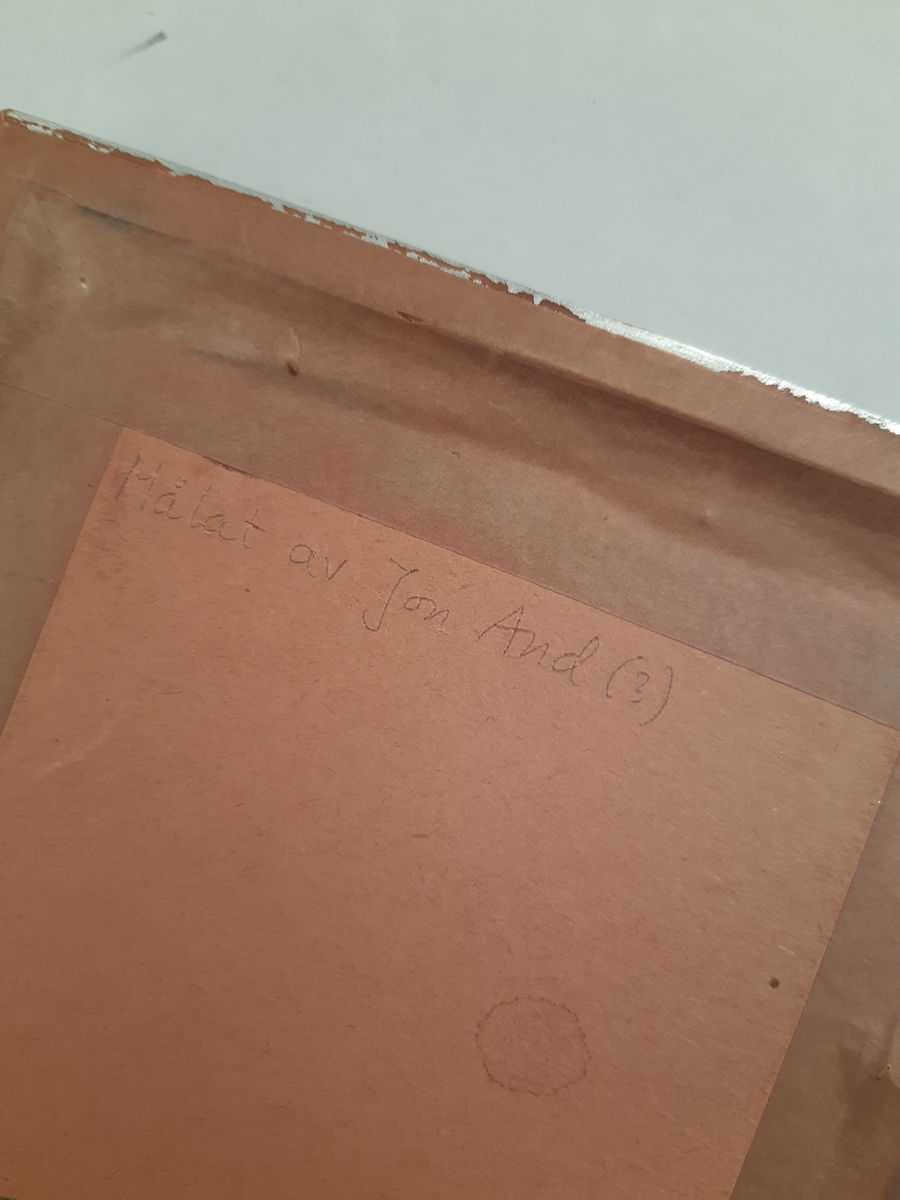 Målat av Jon And (?)